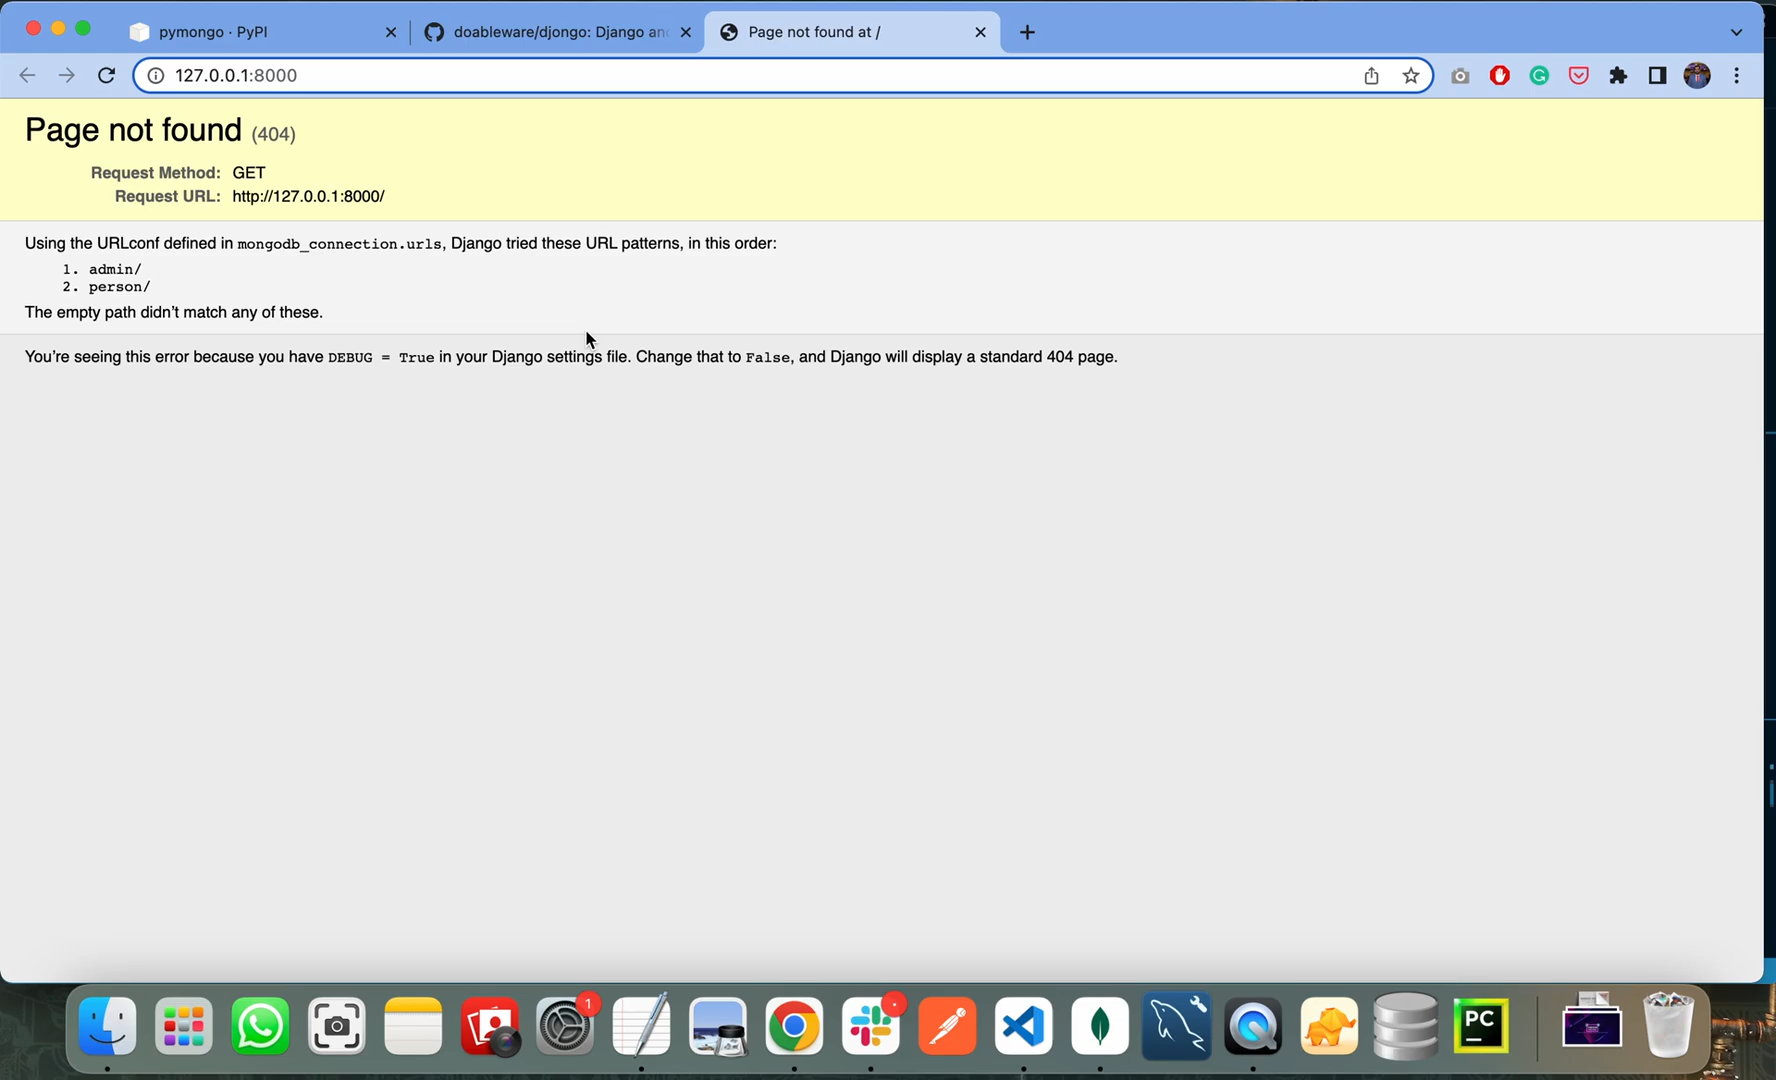 pymongo · PyPI
doableware/djongo: Django an
Page not found at /
127.0.0.1:8000
Page not found (404)
Request Method: GET
Request URL: http://127.0.0.1:8000/
Using the URLconf defined in mongodb_connection.urls, Django tried these URL patterns, in this order:
1. admin/
2. person/
The empty path didn’t match any of these.
You’re seeing this error because you have DEBUG = True in your Django settings file. Change that to False, and Django will display a standard 404 page.
1
PC